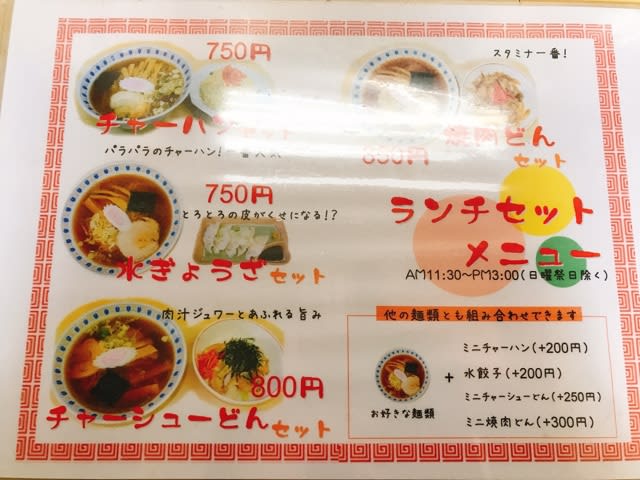 750円
チャーハンセット
パラパラのチャーハン!一番人気
スタミナ一番!
焼肉どん
セット
850円
750円
とろとろの皮がくせになる!?
水ぎょうざセット
ランチセット
メニュー
AM11:30〜PM3:00(日曜祭日除く)
肉汁ジュワーとあふれる旨み
800円
チャーシューどんセット
他の麺類とも組み合わせできます
お好きな麺類
+
ミニチャーハン(+200円)
水餃子(+200円)
ミニチャーシューどん(+250円)
ミニ焼肉どん(+300円)